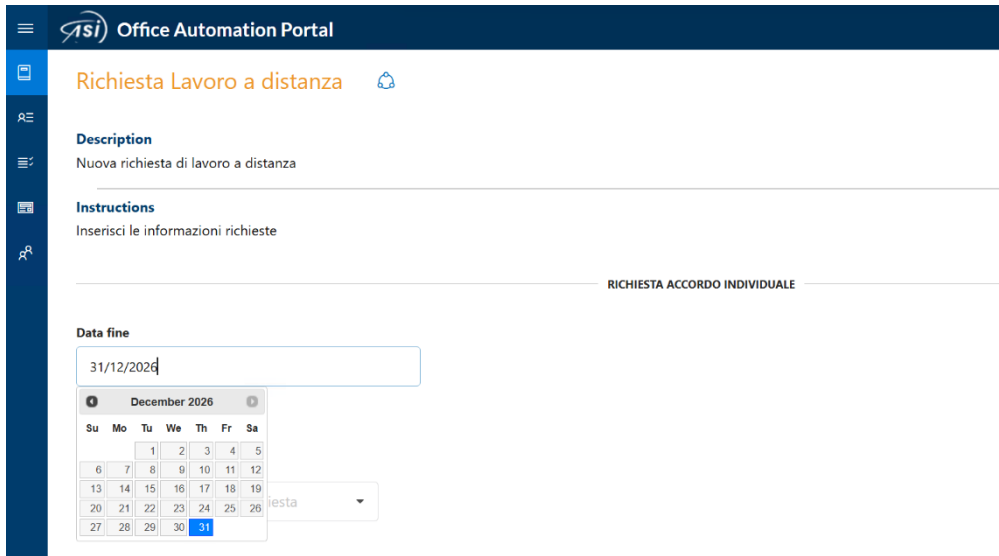 asi Office Automation Portal
Richiesta Lavoro a distanza
Description
Nuova richiesta di lavoro a distanza
Instructions
Inserisci le informazioni richieste
RICHIESTA ACCORDO INDIVIDUALE
Data fine
31/12/2026
December 2026
Su Mo Tu We Th Fr Sa
1 2 3 4 5
6 7 8 9 10 11 12
13 14 15 16 17 18 19
20 21 22 23 24 25 26
iesta
27 28 29 30 31